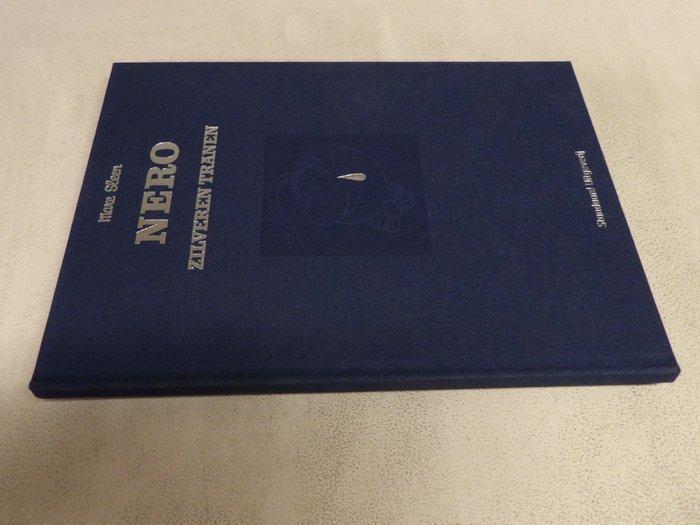 Marc Sleen
NERO
ZILVEREN TRANEN
Standaard Uitgeverij